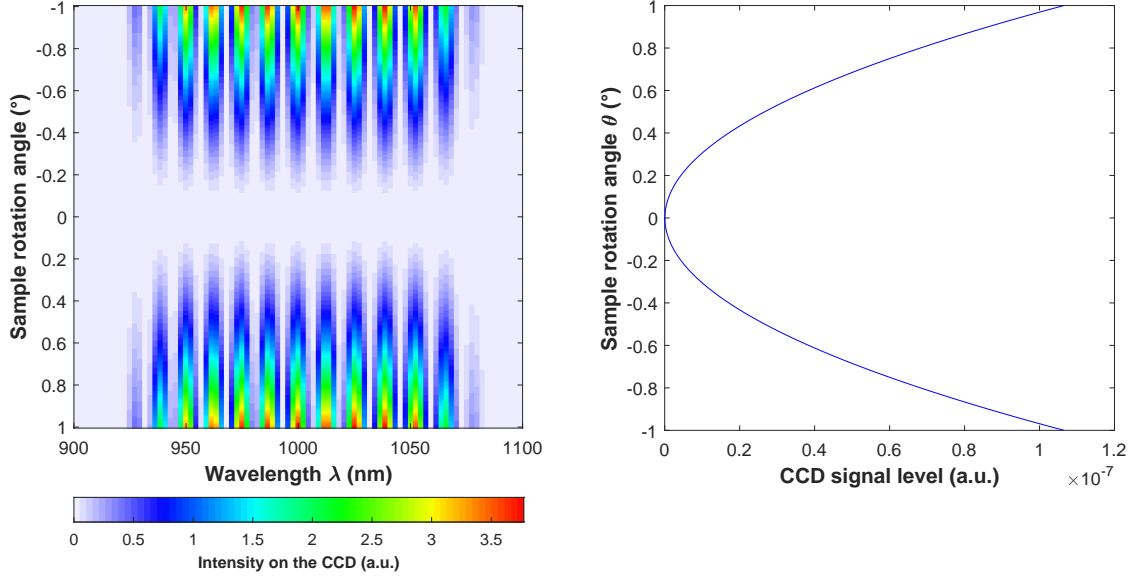 -1
-0.8
-0.6
-0.4
-0.2
0
0.2
0.4
0.6
0.8
1
Sample rotation angle (°)
900 950 1000 1050 1100
Wavelength λ (nm)
0 0.5 1 1.5 2 2.5 3 3.5
Intensity on the CCD (a.u.)
1
0.8
0.6
0.4
0.2
0
-0.2
-0.4
-0.6
-0.8
-1
Sample rotation angle θ (°)
0 0.2 0.4 0.6 0.8 1 1.2
CCD signal level (a.u.)
×10⁻⁷